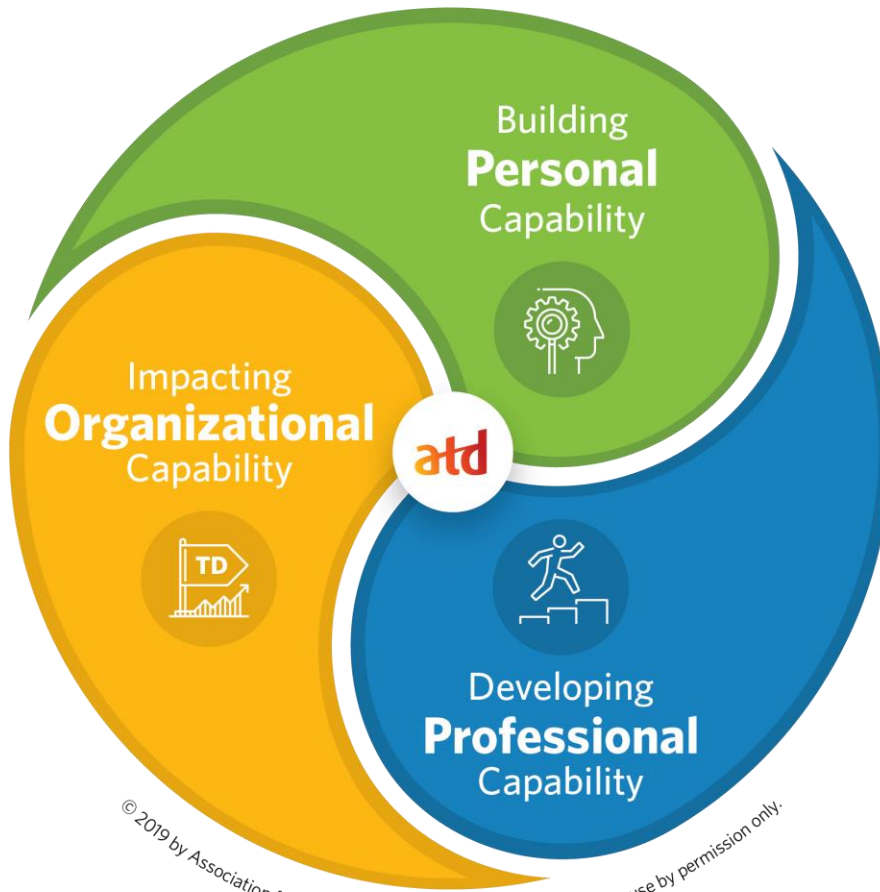 Building
Personal
Capability
Impacting
Organizational
Capability
atd
TD
Developing
Professional
Capability
© 2019 by Association
use by permission only.